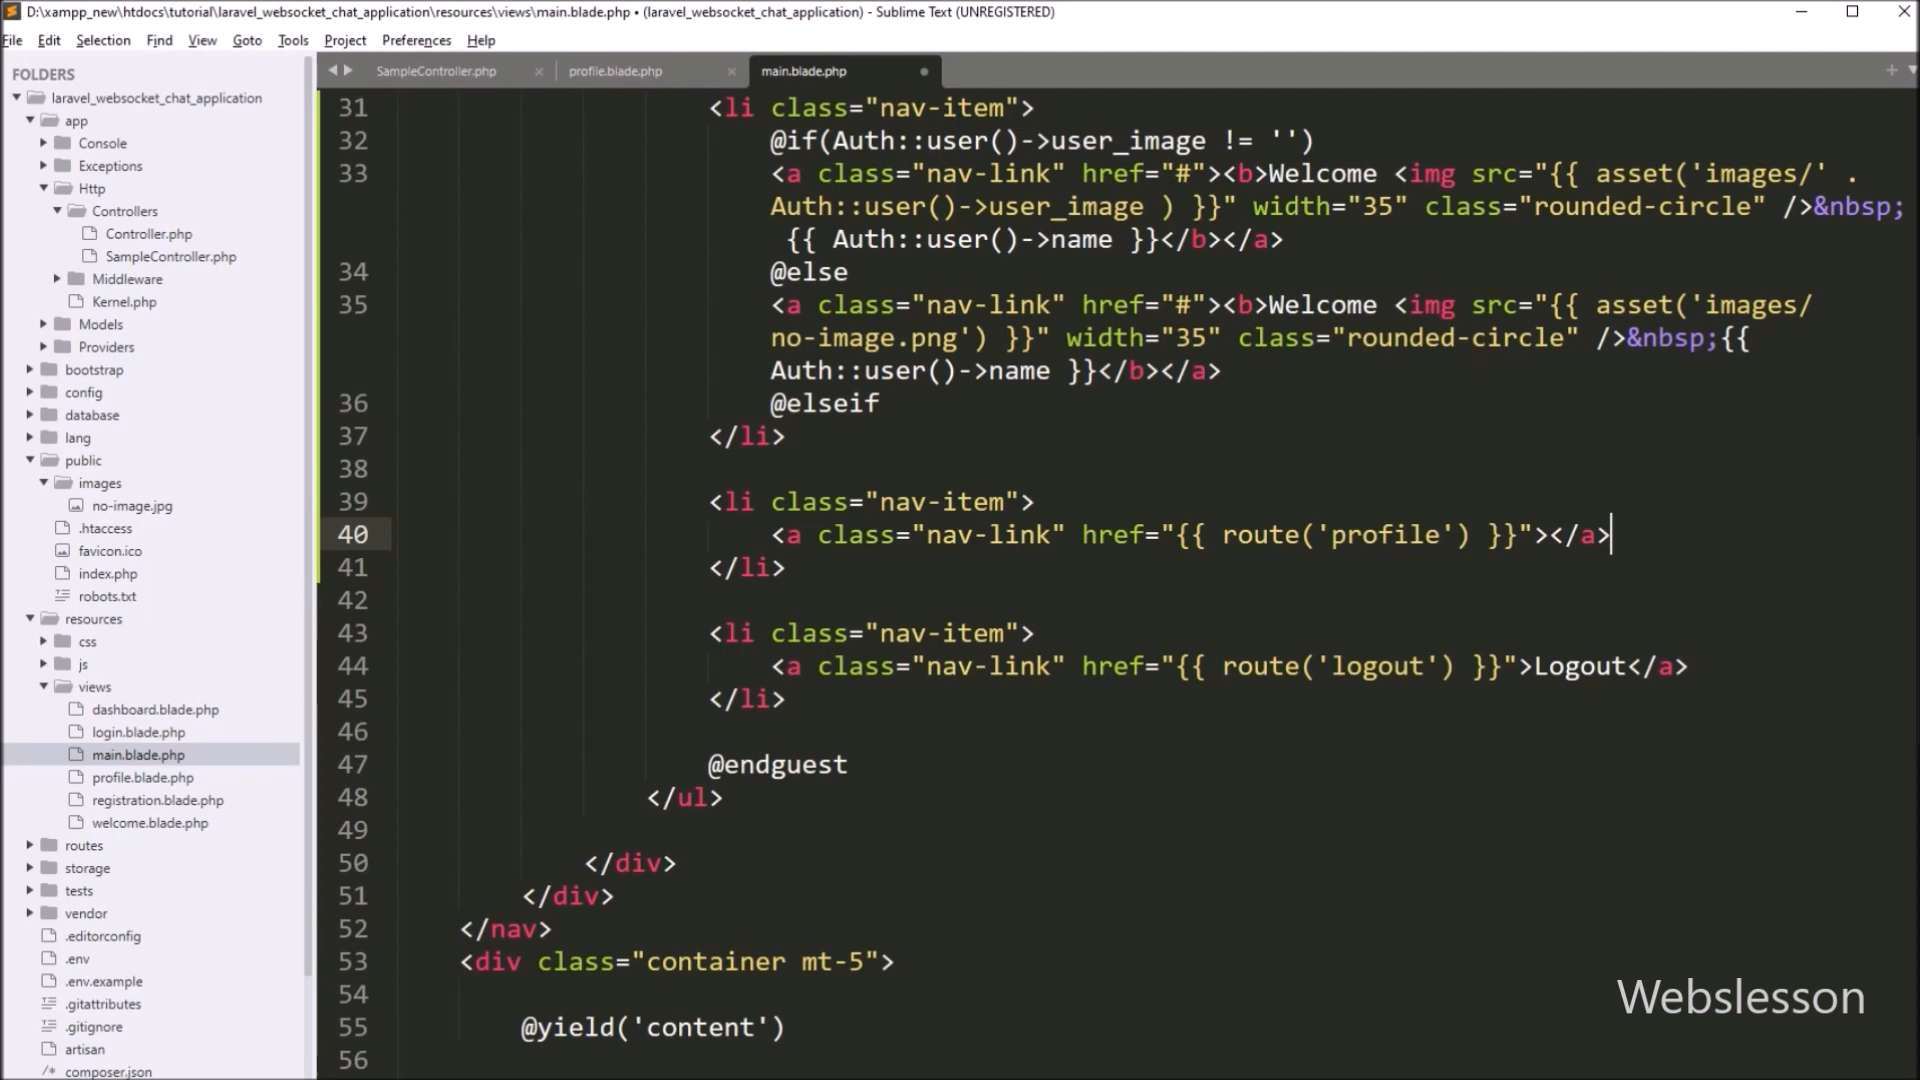 D:\xampp_new\htdocs\tutorial\laravel_websocket_chat_application\resources\views\main.blade.php • (laravel_websocket_chat_application) - Sublime Text (UNREGISTERED)
File Edit Selection Find View Goto Tools Project Preferences Help
FOLDERS
laravel_websocket_chat_application
app
Console
Exceptions
Http
Controllers
Controller.php
SampleController.php
Middleware
Kernel.php
Models
Providers
bootstrap
config
database
lang
public
images
no-image.jpg
.htaccess
favicon.ico
index.php
robots.txt
resources
css
js
views
dashboard.blade.php
login.blade.php
main.blade.php
profile.blade.php
registration.blade.php
welcome.blade.php
routes
storage
tests
vendor
.editorconfig
.env
.env.example
.gitattributes
.gitignore
artisan
composer.json
SampleController.php × profile.blade.php × main.blade.php
31 <li class="nav-item">
32 @if(Auth::user()->user_image != '')
33 <a class="nav-link" href="#"><b>Welcome <img src="{{ asset('images/' .
Auth::user()->user_image ) }}" width="35" class="rounded-circle" />&nbsp;
{{ Auth::user()->name }}</b></a>
34 @else
35 <a class="nav-link" href="#"><b>Welcome <img src="{{ asset('images/
no-image.png') }}" width="35" class="rounded-circle" />&nbsp;{{
Auth::user()->name }}</b></a>
36 @elseif
37 </li>
38
39 <li class="nav-item">
40 <a class="nav-link" href="{{ route('profile') }}"></a>
41 </li>
42
43 <li class="nav-item">
44 <a class="nav-link" href="{{ route('logout') }}">Logout</a>
45 </li>
46
47 @endguest
48 </ul>
49
50 </div>
51 </div>
52 </nav>
53 <div class="container mt-5">
54
55 @yield('content')
56
Webslesson